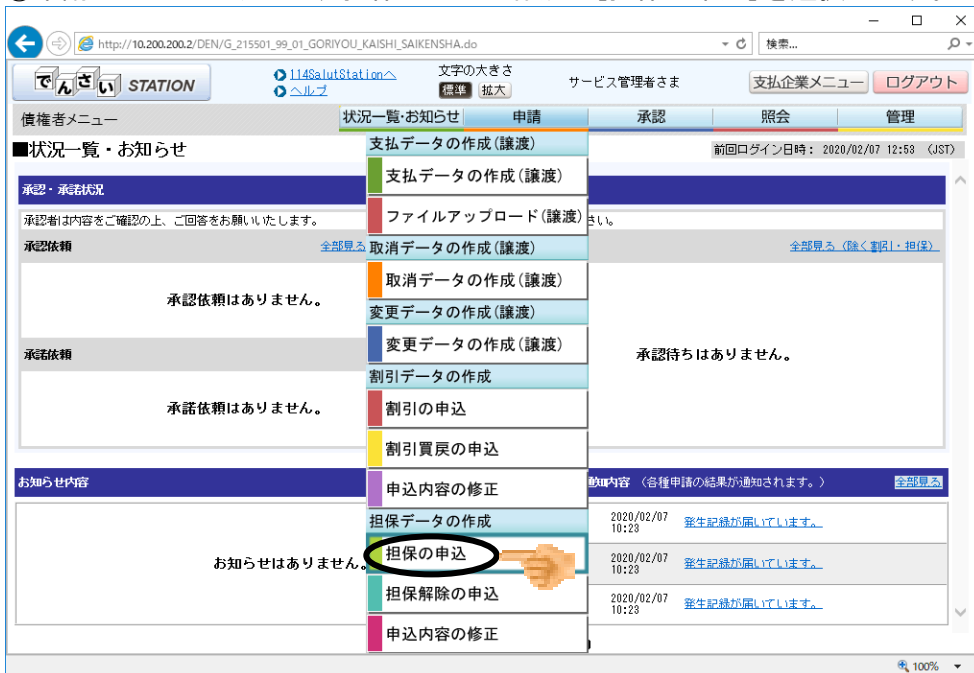 http://10.200.200.2/DEN/G_215501_99_01_GORIYOU_KAISHI_SAIKENSHA.do
検索...
でんさい STATION
114SalutStationへ
ヘルプ
文字の大きさ
標準 拡大
サービス管理者さま
支払企業メニュー
ログアウト
債権者メニュー
状況一覧・お知らせ
申請
承認
照会
管理
■状況一覧・お知らせ
前回ログイン日時： 2020/02/07 12:53 （JST）
承認・承諾状況
承認者は内容をご確認の上、ご回答をお願いいたします。
さい。
承認依頼
全部見る
全部見る（除く割引・担保）
承認依頼はありません。
承諾依頼
承諾依頼はありません。
承認待ちはありません。
支払データの作成(譲渡)
支払データの作成(譲渡)
ファイルアップロード(譲渡)
取消データの作成(譲渡)
取消データの作成(譲渡)
変更データの作成(譲渡)
変更データの作成(譲渡)
割引データの作成
割引の申込
割引買戻の申込
申込内容の修正
担保データの作成
担保の申込
担保解除の申込
申込内容の修正
お知らせ内容
お知らせはありません。
通知内容 （各種申請の結果が通知されます。）
全部見る
2020/02/07 10:23 発生記録が届いています。
2020/02/07 10:23 発生記録が届いています。
2020/02/07 10:23 発生記録が届いています。
100%